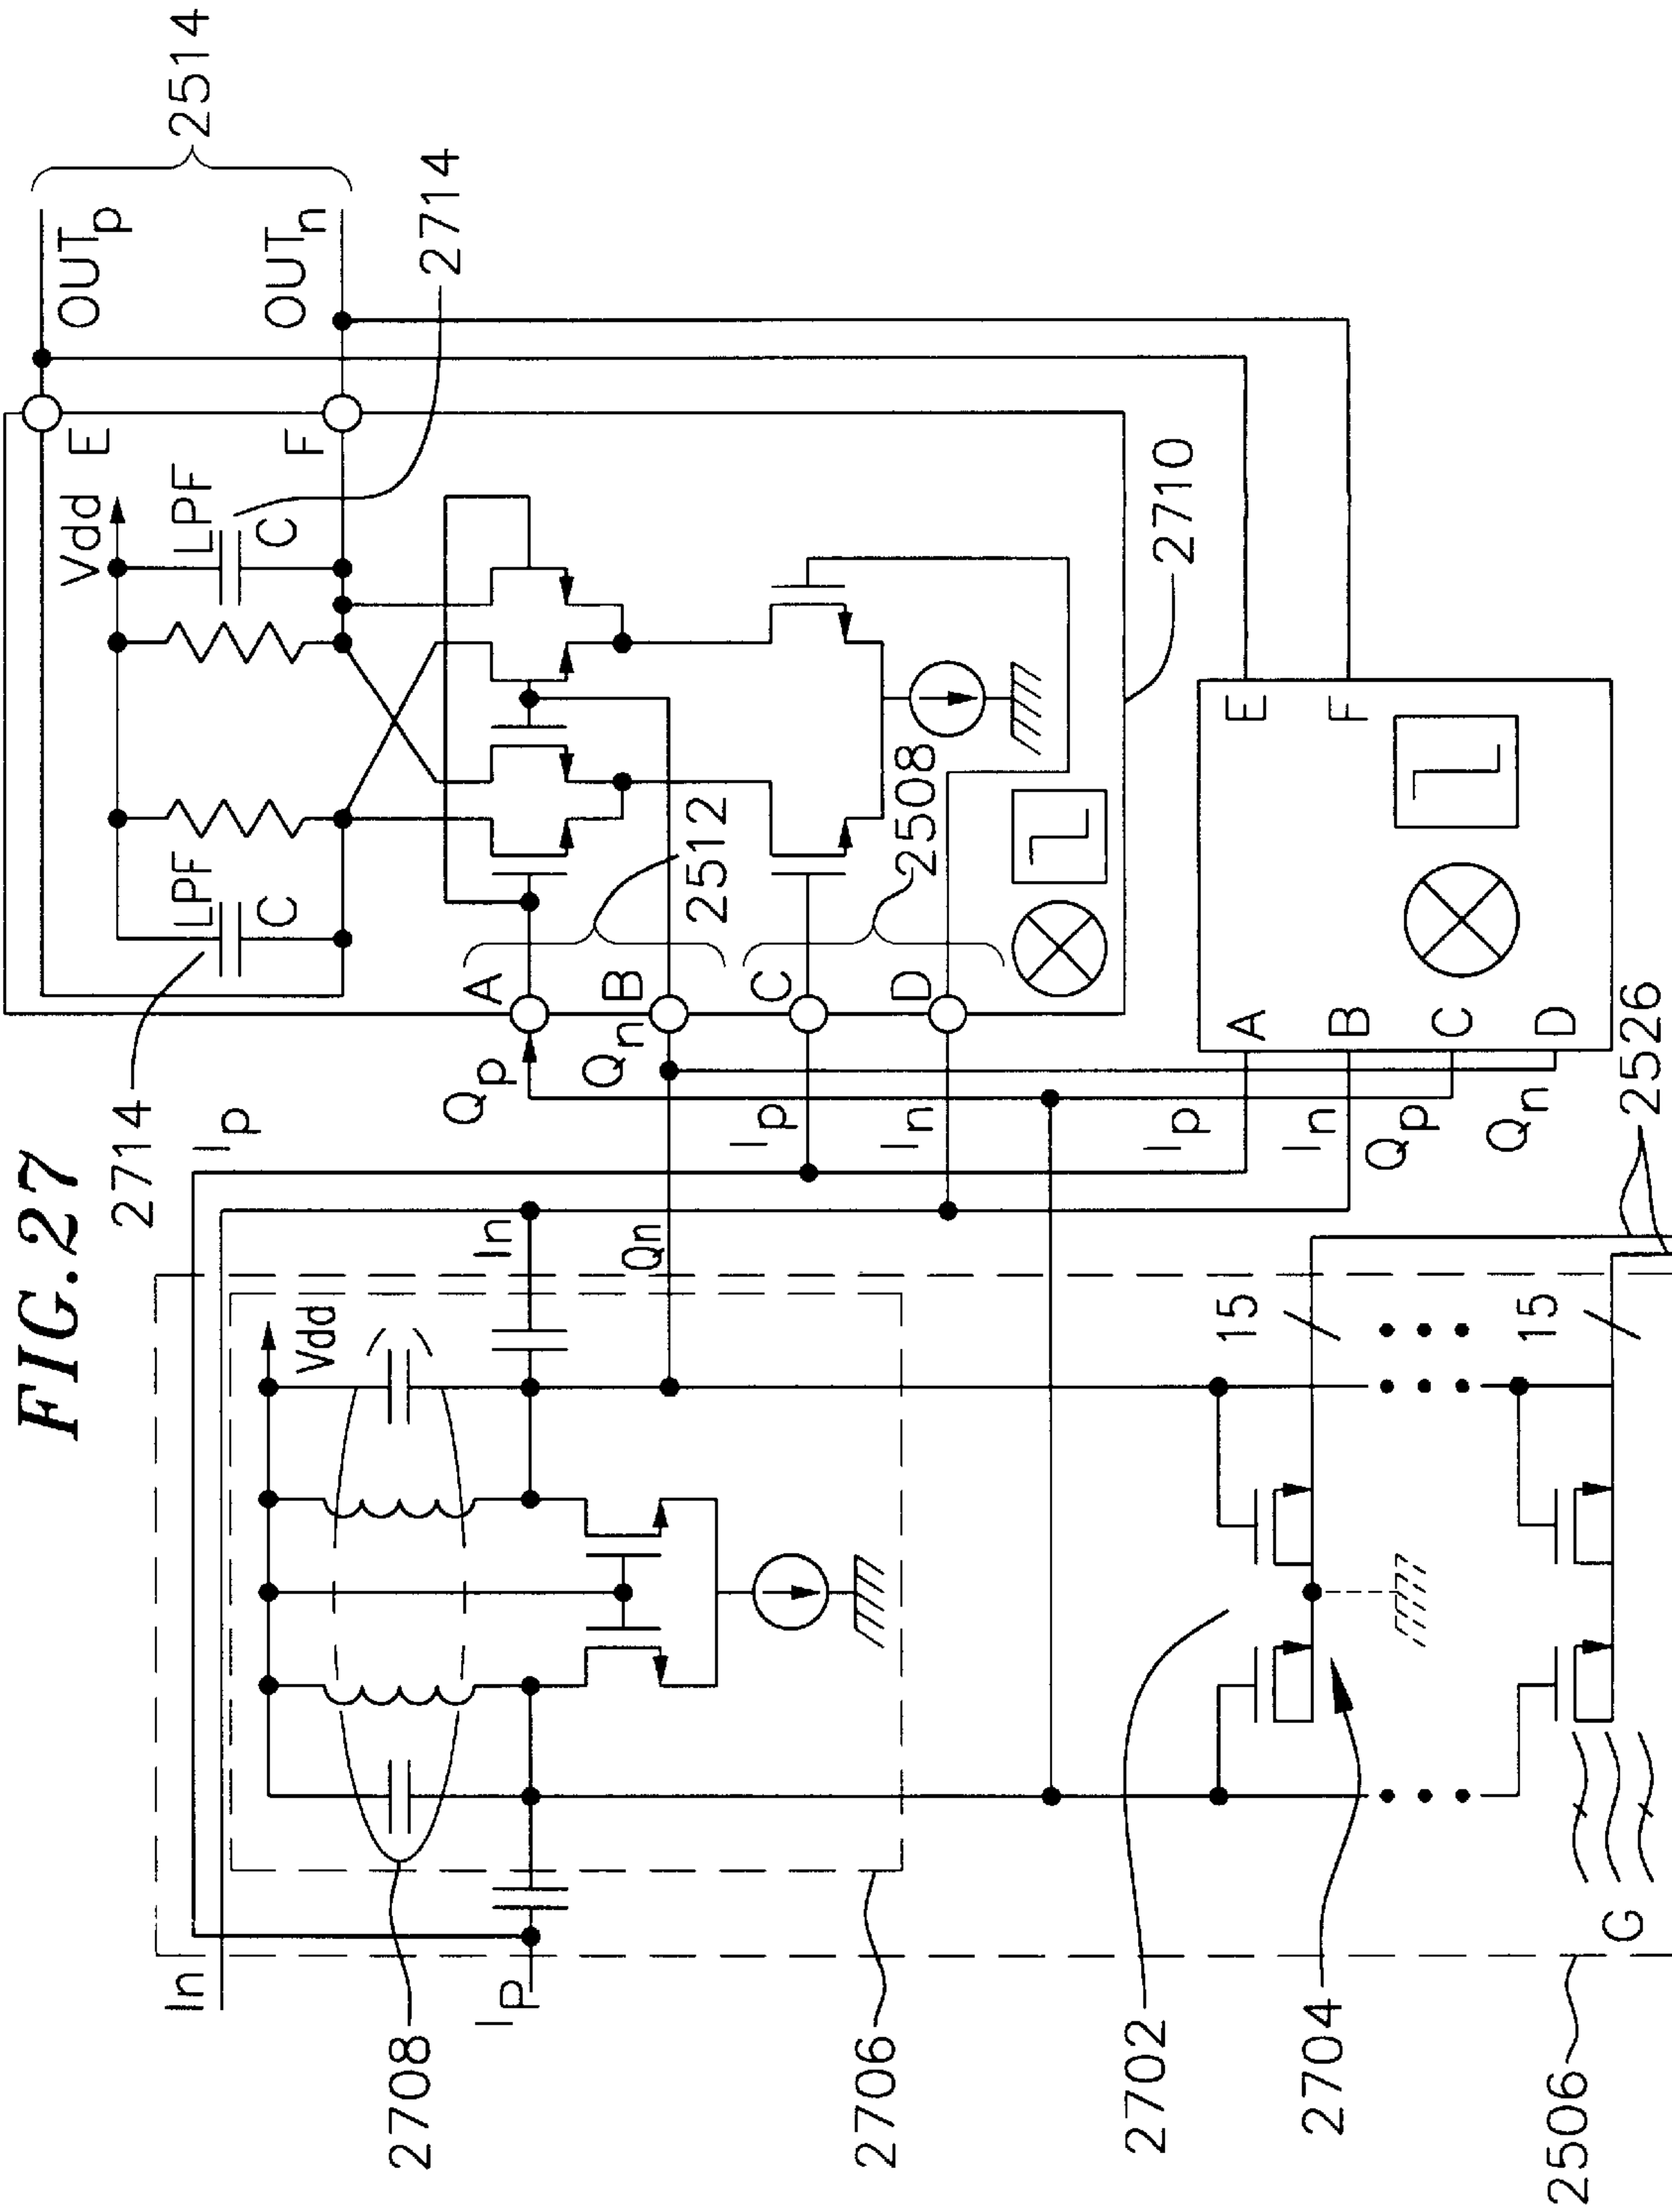 FIG.27
2514
OUTp
OUTn
2714
E
F
Vdd
LPF
C
LPF
C
2714
2710
A
B
C
D
2512
2508
Qp
Qn
Ip
In
Ip
E
F
A
B
C
D
Ip
In
Qp
Qn
2526
In
Qn
Vdd
15
15
In
IP
2708
2706
2702
2704
2506
G